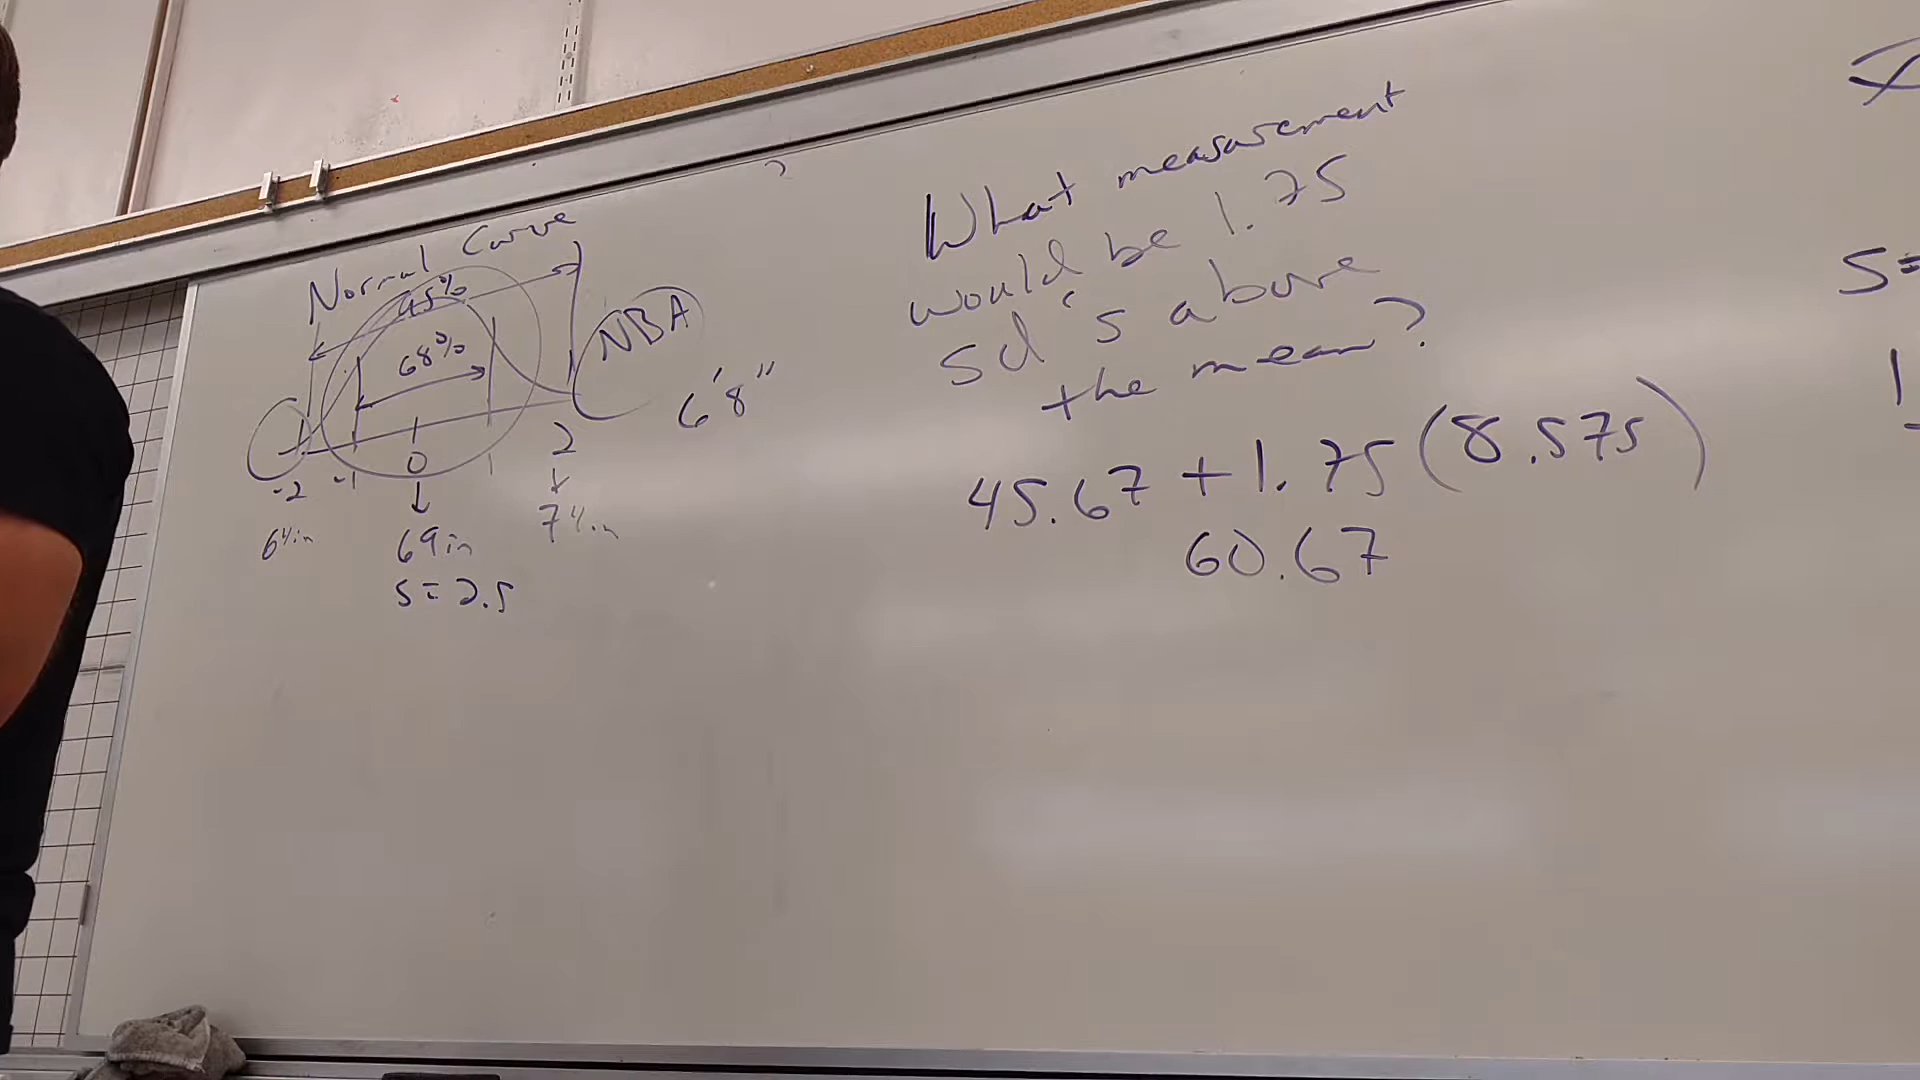 Normal Curve
95%
68%
NBA
6'8"
-2 -1 0 1 2
64in 69in 74in
s = 2.5
What measurement
would be 1.75
sd's above
the mean?
45.67 + 1.75 (8.575)
60.67
s=